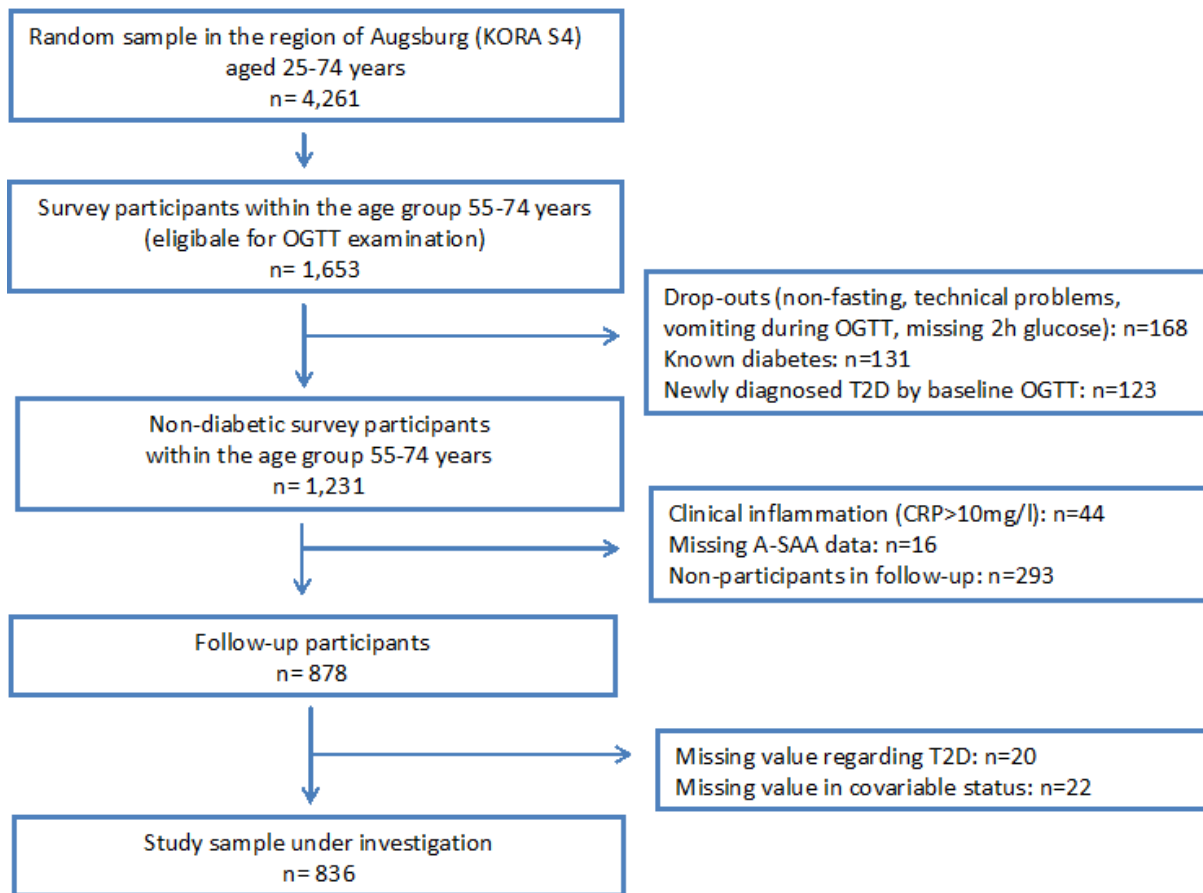 Random sample in the region of Augsburg (KORA S4)
aged 25-74 years
n= 4,261
Survey participants within the age group 55-74 years
(eligibale for OGTT examination)
n= 1,653
Drop-outs (non-fasting, technical problems,
vomiting during OGTT, missing 2h glucose): n=168
Known diabetes: n=131
Newly diagnosed T2D by baseline OGTT: n=123
Non-diabetic survey participants
within the age group 55-74 years
n= 1,231
Clinical inflammation (CRP>10mg/l): n=44
Missing A-SAA data: n=16
Non-participants in follow-up: n=293
Follow-up participants
n= 878
Missing value regarding T2D: n=20
Missing value in covariable status: n=22
Study sample under investigation
n= 836